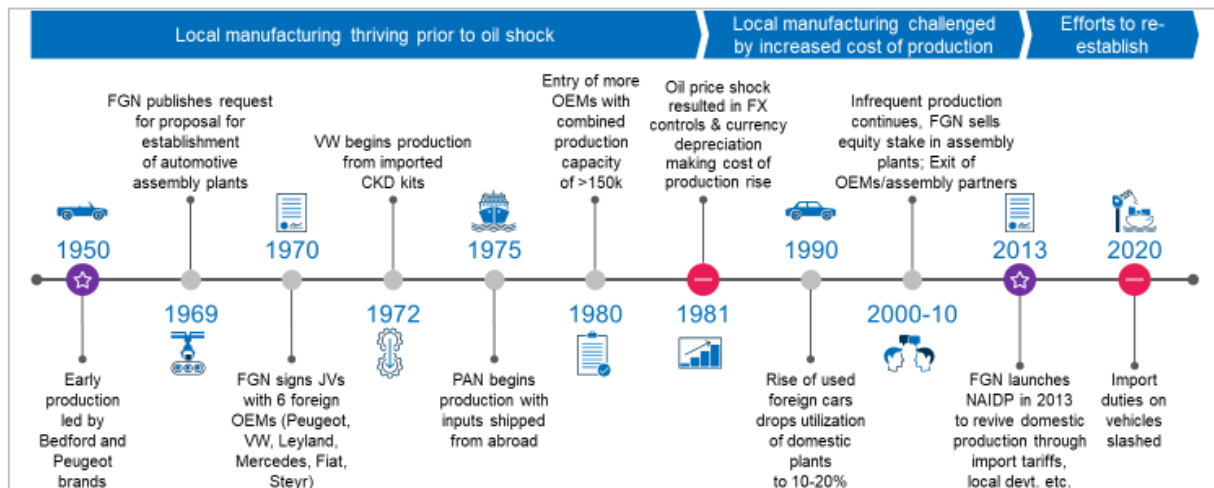 Local manufacturing thriving prior to oil shock
Local manufacturing challenged
by increased cost of production
Efforts to re-
establish
FGN publishes request
for proposal for
establishment
of automotive
assembly plants
VW begins production
from imported
CKD kits
Entry of more
OEMs with
combined
production
capacity
of >150k
Oil price shock
resulted in FX
controls & currency
depreciation
making cost of
production rise
Infrequent production
continues, FGN sells
equity stake in assembly
plants; Exit of
OEMs/assembly partners
1950
1970
1975
1990
2013
2020
1969
1972
1980
1981
2000-10
Early
production
led by
Bedford and
Peugeot
brands
FGN signs JVs
with 6 foreign
OEMs (Peugeot,
VW, Leyland,
Mercedes, Fiat,
Steyr)
PAN begins
production with
inputs shipped
from abroad
Rise of used
foreign cars
drops utilization
of domestic
plants
to 10-20%
FGN launches
NAIDP in 2013
to revive domestic
production through
import tariffs,
local devt. etc.
Import
duties on
vehicles
slashed